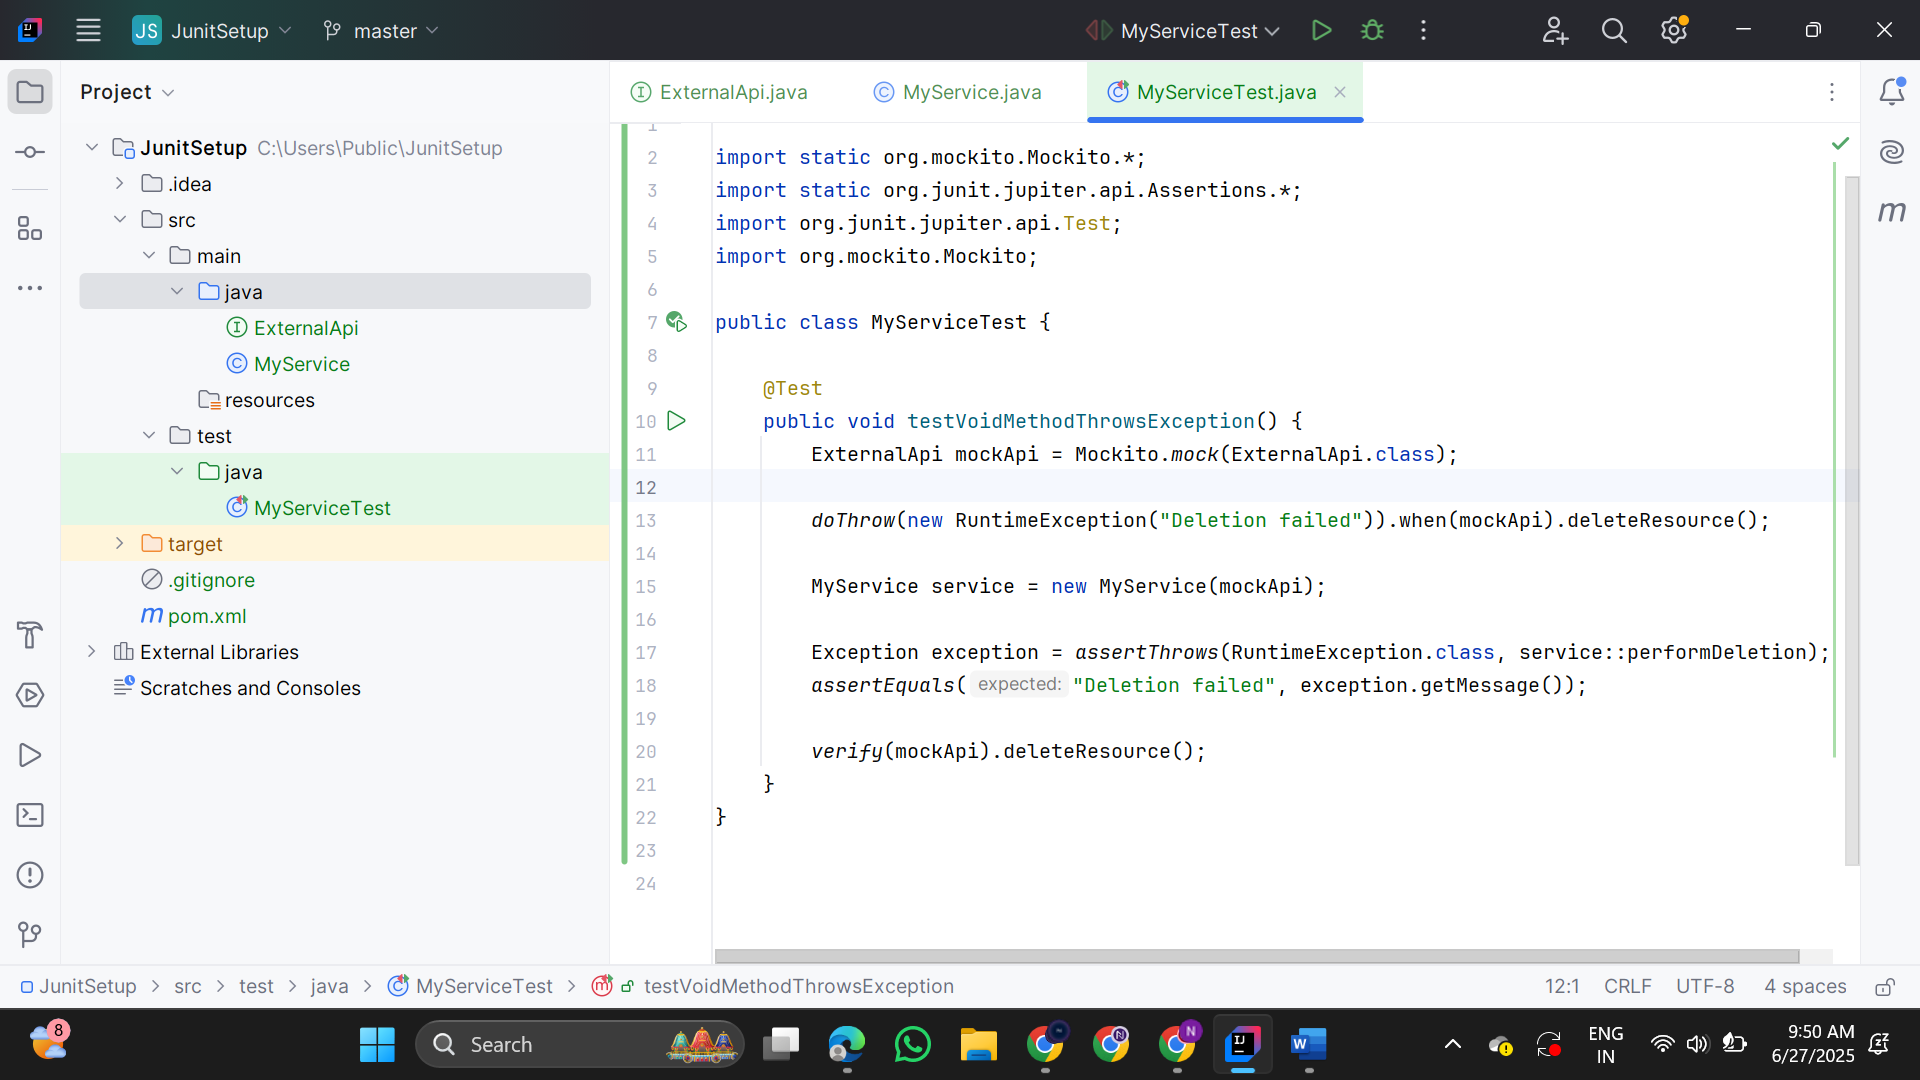 JS JunitSetup master MyServiceTest
Project
ExternalApi.java MyService.java MyServiceTest.java
JunitSetup C:\Users\Public\JunitSetup
.idea
src
main
java
ExternalApi
MyService
resources
test
java
MyServiceTest
target
.gitignore
m pom.xml
External Libraries
Scratches and Consoles
1
2 import static org.mockito.Mockito.*;
3 import static org.junit.jupiter.api.Assertions.*;
4 import org.junit.jupiter.api.Test;
5 import org.mockito.Mockito;
6
7 public class MyServiceTest {
8
9 @Test
10 public void testVoidMethodThrowsException() {
11 ExternalApi mockApi = Mockito.mock(ExternalApi.class);
12
13 doThrow(new RuntimeException("Deletion failed")).when(mockApi).deleteResource();
14
15 MyService service = new MyService(mockApi);
16
17 Exception exception = assertThrows(RuntimeException.class, service::performDeletion);
18 assertEquals( expected: "Deletion failed", exception.getMessage());
19
20 verify(mockApi).deleteResource();
21 }
22 }
23
24
m
JunitSetup > src > test > java > MyServiceTest > testVoidMethodThrowsException 12:1 CRLF UTF-8 4 spaces
8
Search
ENG
IN
9:50 AM
6/27/2025